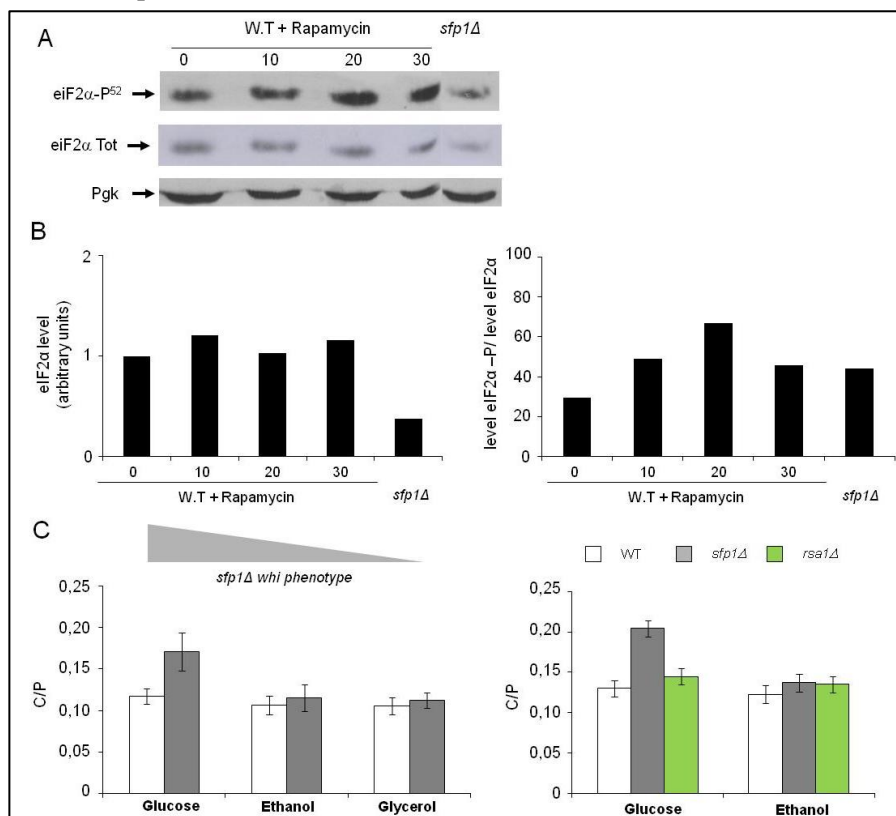 A
W.T + Rapamycin sfp1Δ
0 10 20 30
eiF2α-P⁵²
eiF2α Tot
Pgk
B
eIF2α level
(arbitrary units)
2
1
0
0 10 20 30
W.T + Rapamycin
sfp1Δ
level eIF2α –P/ level eIF2α
100
80
60
40
20
0
0 10 20 30
W.T + Rapamycin
sfp1Δ
C
sfp1Δ whi phenotype
C/P
0,25
0,20
0,15
0,10
0,05
0
Glucose Ethanol Glycerol
WT sfp1Δ rsa1Δ
C/P
0,25
0,20
0,15
0,10
0,05
0
Glucose Ethanol